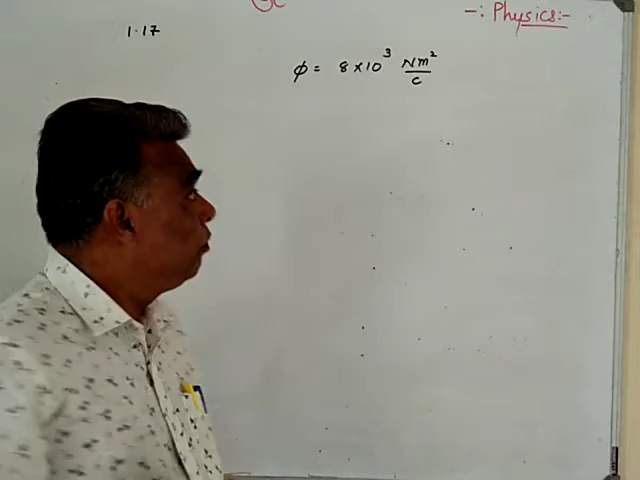 -: Physics:-
1.17
φ = 8 × 10³ Nm²/C